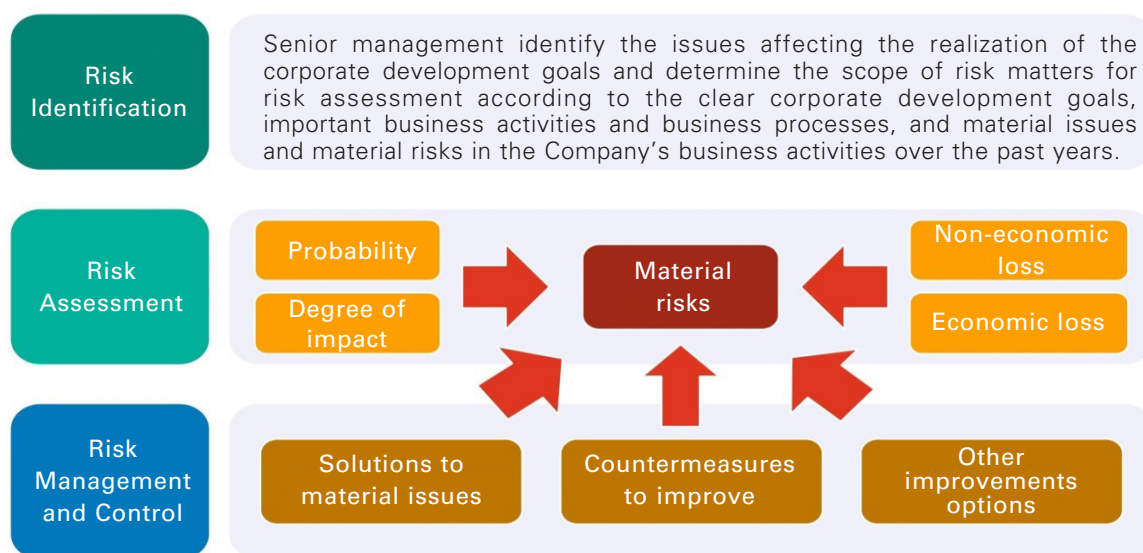 Risk
Identification
Senior management identify the issues affecting the realization of the
corporate development goals and determine the scope of risk matters for
risk assessment according to the clear corporate development goals,
important business activities and business processes, and material issues
and material risks in the Company's business activities over the past years.
Risk
Assessment
Probability
Degree of
impact
Material
risks
Non-economic
loss
Economic loss
Risk
Management
and Control
Solutions to
material issues
Countermeasures
to improve
Other
improvements
options